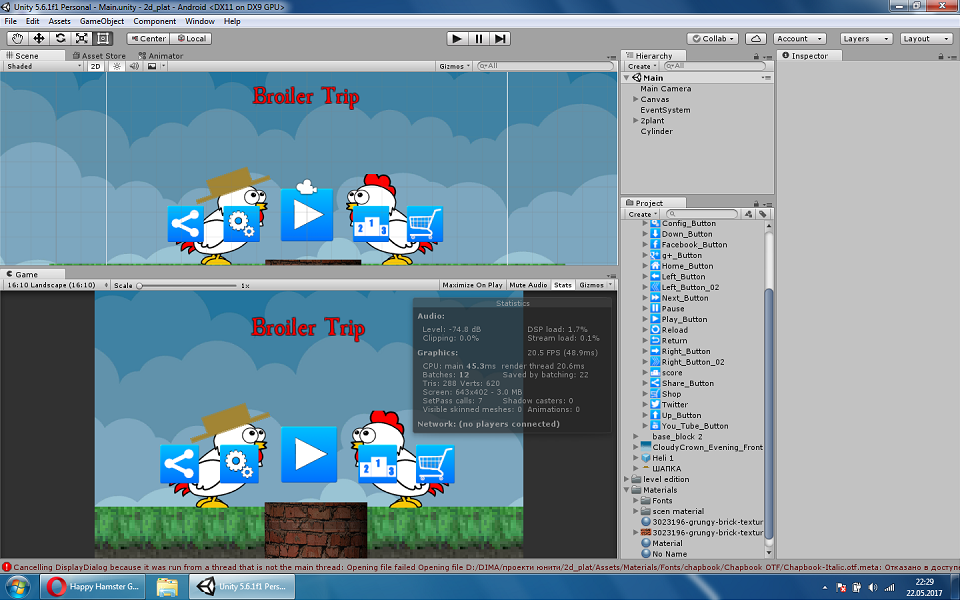 Unity 5.6.1f1 Personal - Main.unity - 2d_plat - Android <DX11 on DX9 GPU>
File Edit Assets GameObject Component Window Help
Center Local Collab Account Layers Layout
Scene Asset Store Animator
Shaded 2D Gizmos All
Broiler Trip
2 1 3
Game
16:10 Landscape (16:10) Scale 1x Maximize On Play Mute Audio Stats Gizmos
Broiler Trip
2 1 3
Statistics
Audio:
Level: -74.8 dB DSP load: 1.7%
Clipping: 0.0% Stream load: 0.1%
Graphics: 20.5 FPS (48.9ms)
CPU: main 45.3ms render thread 20.6ms
Batches: 12 Saved by batching: 22
Tris: 288 Verts: 620
Screen: 643x402 - 3.0 MB
SetPass calls: 7 Shadow casters: 0
Visible skinned meshes: 0 Animations: 0
Network: (no players connected)
Hierarchy
Create All
Main
Main Camera
Canvas
EventSystem
2plant
Cylinder
Project
Create
Config_Button
Down_Button
Facebook_Button
g+_Button
Home_Button
Left_Button
Left_Button_02
Next_Button
Pause
Play_Button
Reload
Return
Right_Button
Right_Button_02
score
Share_Button
Shop
Twitter
Up_Button
You_Tube_Button
base_block 2
CloudyCrown_Evening_Front
Heli 1
ШАПКА
level edition
Materials
Fonts
scen material
3023196-grungy-brick-textur
3023196-grungy-brick-textur
Material
No Name
Inspector
Cancelling DisplayDialog because it was run from a thread that is not the main thread: Opening file failed Opening file D:/DIMA/проекти юнити/2d_plat/Assets/Materials/Fonts/chapbook/Chapbook OTF/Chapbook-Italic.otf.meta: Отказано в доступе
Happy Hamster G... Unity 5.6.1f1 Pers...
22:29
22.05.2017